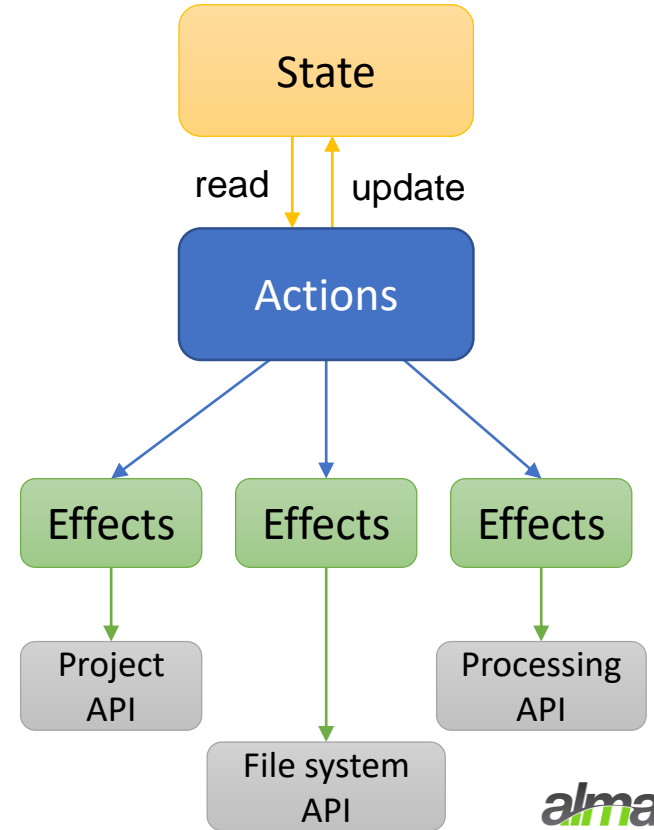 State
read
update
Actions
Effects
Effects
Effects
Project
API
Processing
API
File system
API
alma